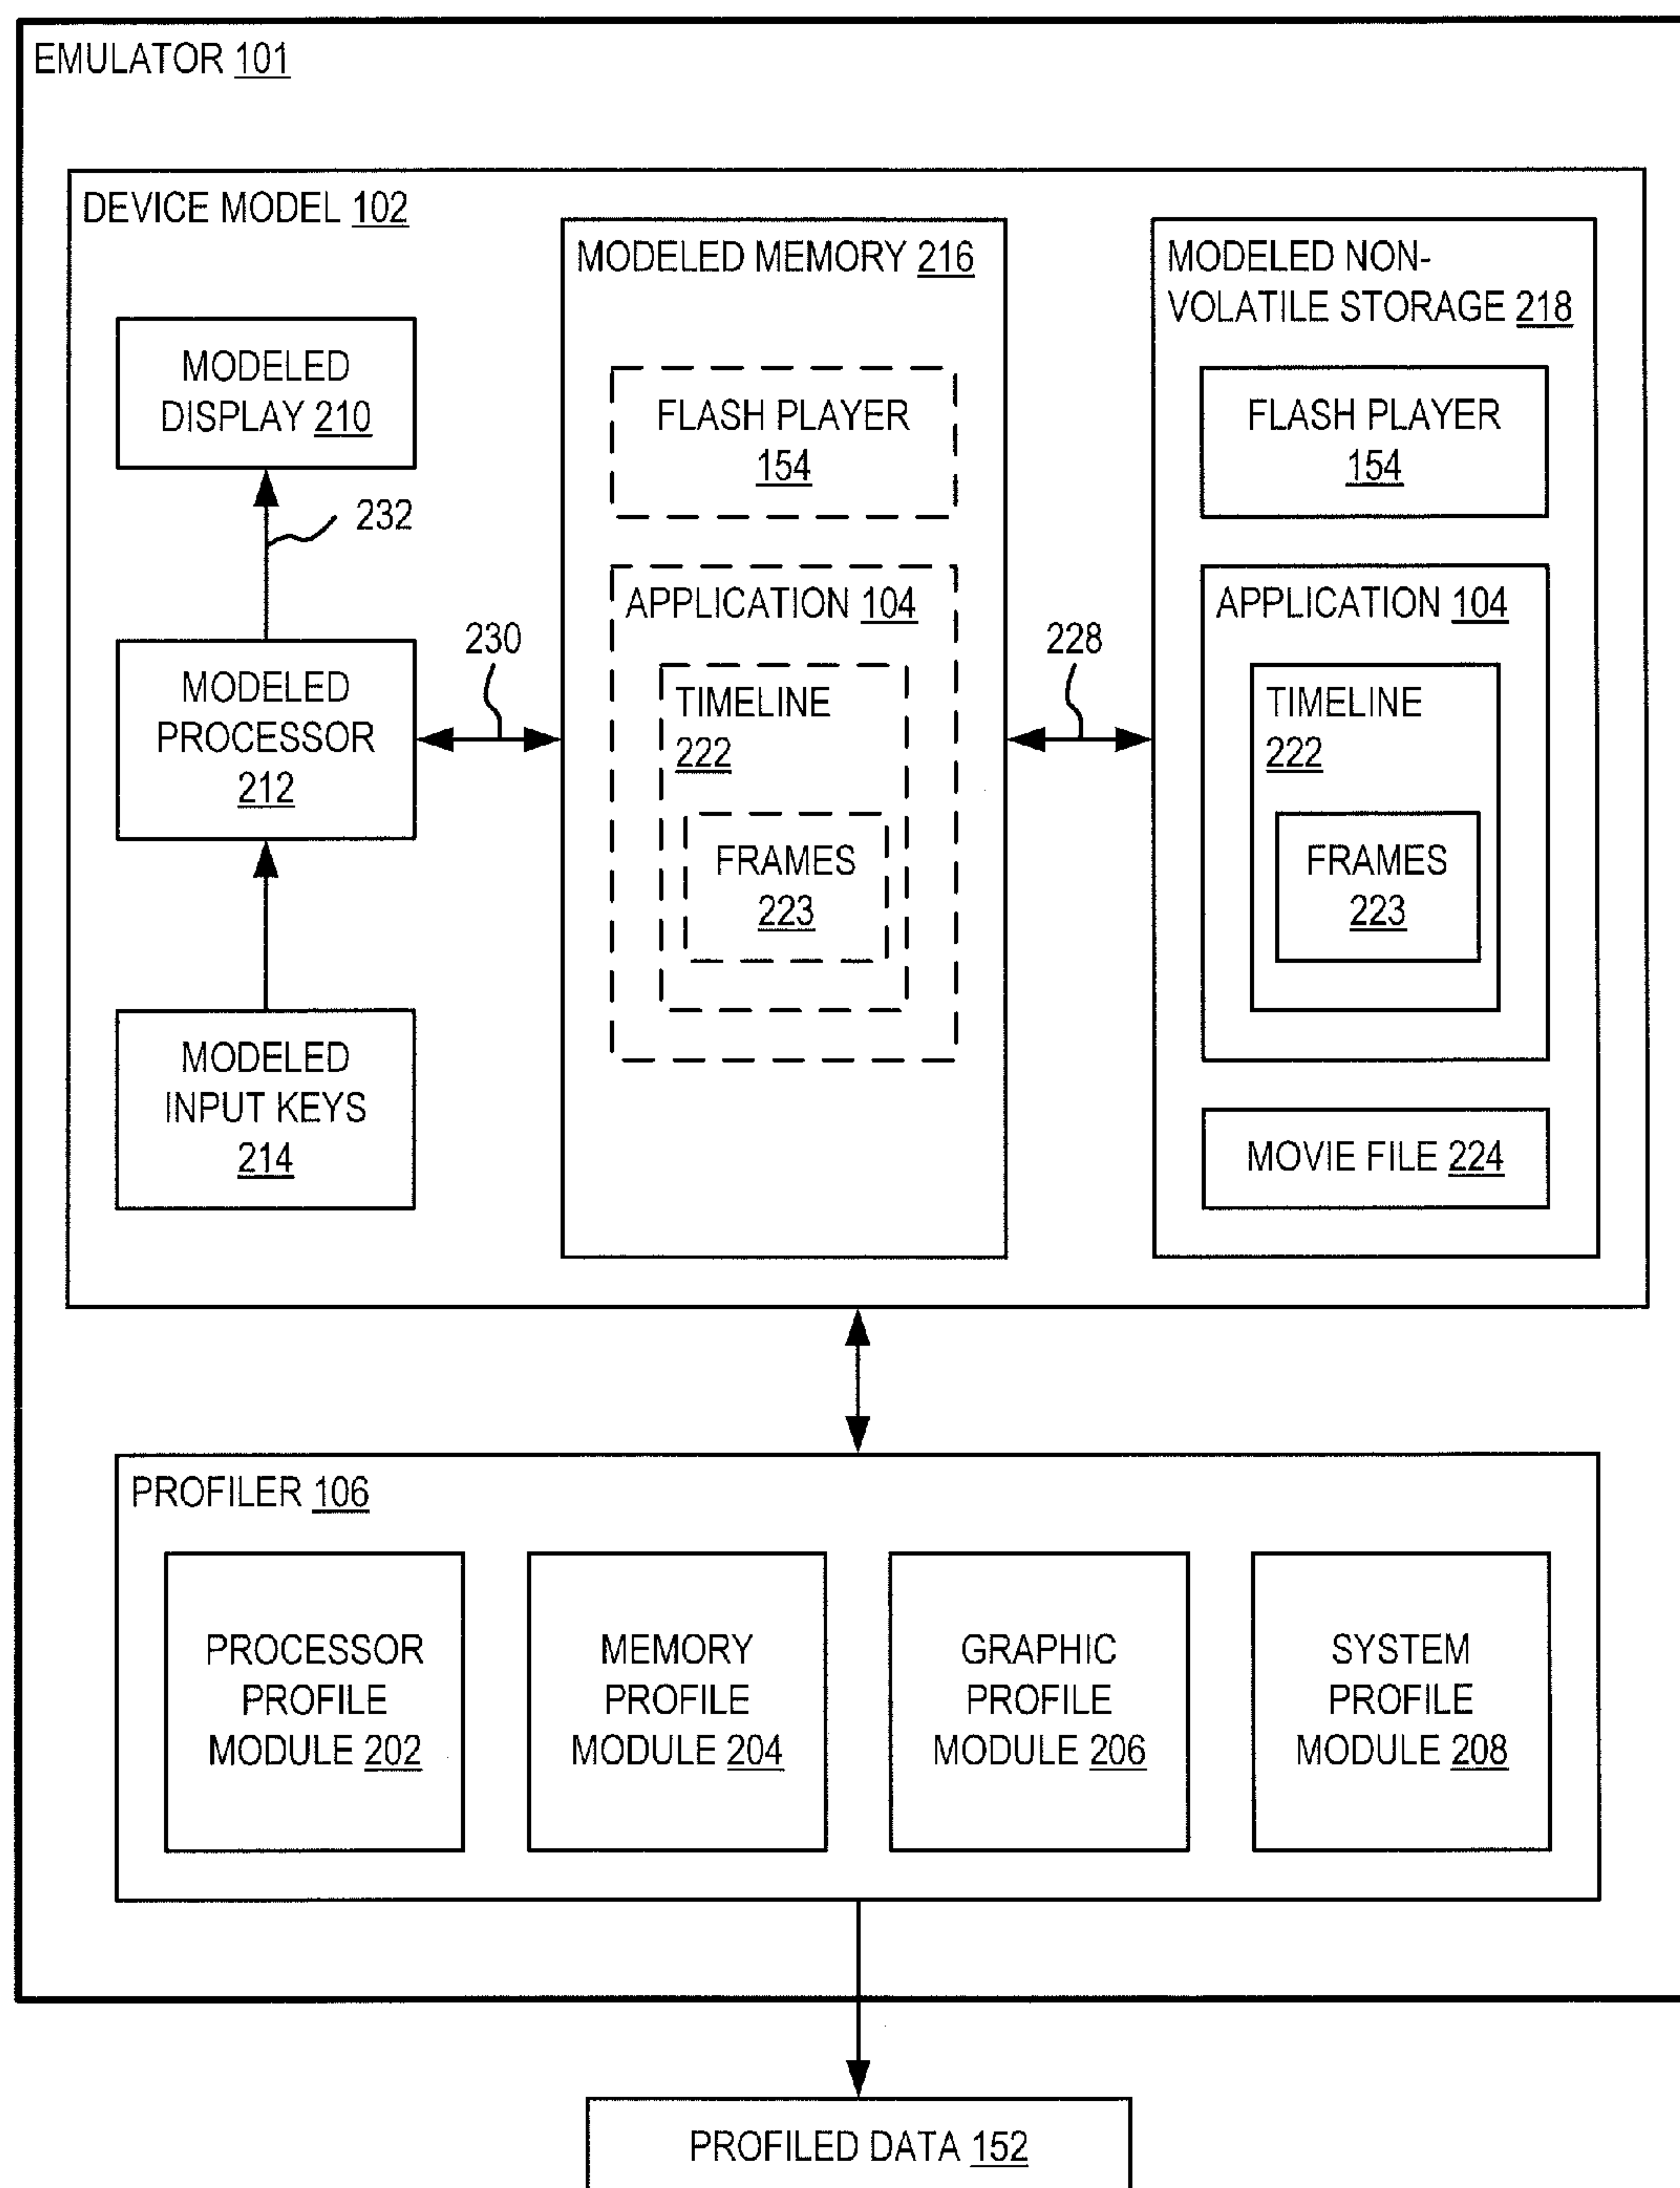 EMULATOR 101
DEVICE MODEL 102
MODELED
DISPLAY 210
232
MODELED
PROCESSOR
212
230
MODELED
INPUT KEYS
214
MODELED MEMORY 216
FLASH PLAYER
154
APPLICATION 104
TIMELINE
222
FRAMES
223
228
MODELED NON-
VOLATILE STORAGE 218
FLASH PLAYER
154
APPLICATION 104
TIMELINE
222
FRAMES
223
MOVIE FILE 224
PROFILER 106
PROCESSOR
PROFILE
MODULE 202
MEMORY
PROFILE
MODULE 204
GRAPHIC
PROFILE
MODULE 206
SYSTEM
PROFILE
MODULE 208
PROFILED DATA 152